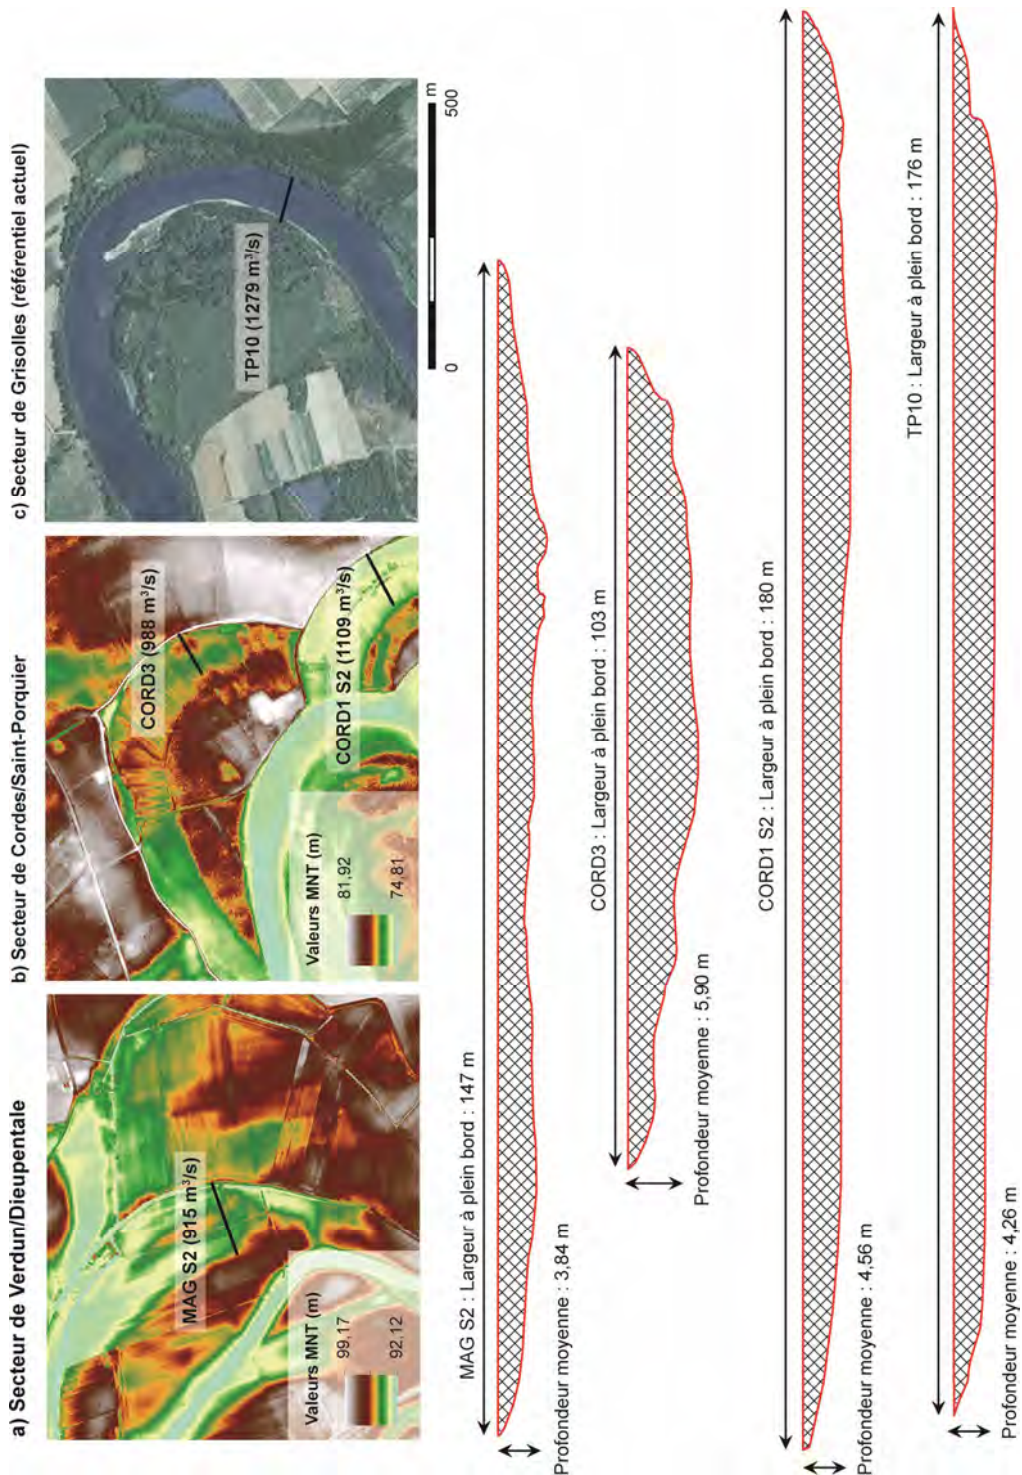 a) Secteur de Verdun/Dieupentale
MAG S2 (915 m³/s)
Valeurs MNT (m)
99,17
92,12
b) Secteur de Cordes/Saint-Porquier
CORD3 (988 m³/s)
CORD1 S2 (1109 m³/s)
Valeurs MNT (m)
81,92
74,81
c) Secteur de Grisolles (référentiel actuel)
TP10 (1279 m³/s)
0
500
m
MAG S2 : Largeur à plein bord : 147 m
Profondeur moyenne : 3,84 m
CORD3 : Largeur à plein bord : 103 m
Profondeur moyenne : 5,90 m
CORD1 S2 : Largeur à plein bord : 180 m
Profondeur moyenne : 4,56 m
TP10 : Largeur à plein bord : 176 m
Profondeur moyenne : 4,26 m